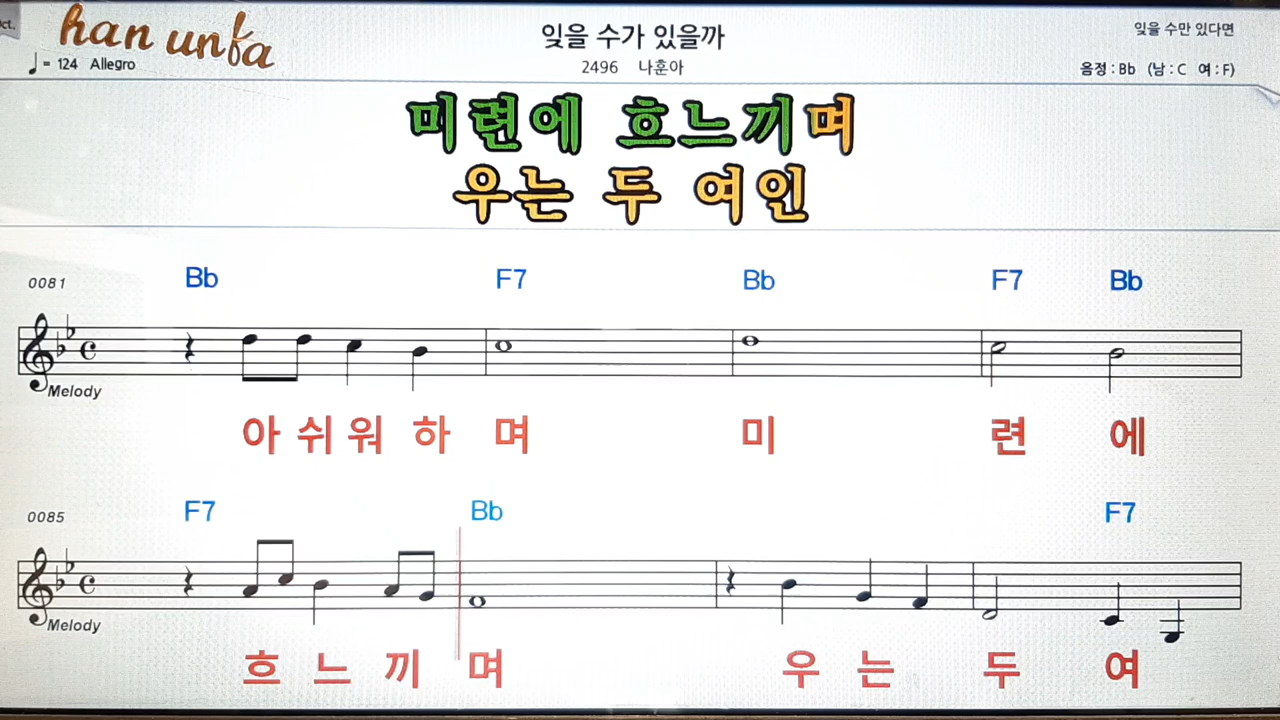 ct.
han unfa
잊을 수가 있을까
잊을 수만 있다면
♩= 124 Allegro
2496 나훈아
음정 : Bb (남 : C 여 : F)
미련에 흐느끼며
우는 두 여인
0081
Bb F7 Bb F7 Bb
Melody
아 쉬 워 하 며 미 련 에
0085
F7 Bb F7
Melody
흐 느 끼 며 우 는 두 여